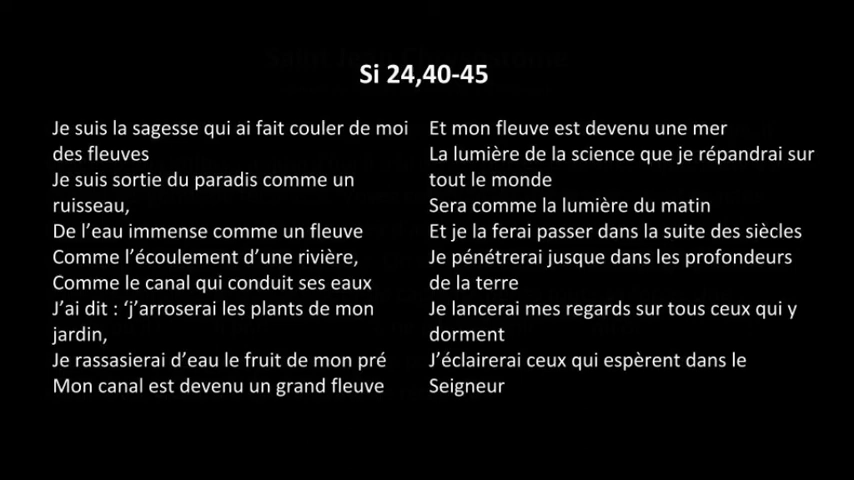 Si 24,40-45
Je suis la sagesse qui ai fait couler de moi
des fleuves
Je suis sortie du paradis comme un
ruisseau,
De l’eau immense comme un fleuve
Comme l’écoulement d’une rivière,
Comme le canal qui conduit ses eaux
J’ai dit : ‘j’arroserai les plants de mon
jardin,
Je rassasierai d’eau le fruit de mon pré
Mon canal est devenu un grand fleuve
Et mon fleuve est devenu une mer
La lumière de la science que je répandrai sur
tout le monde
Sera comme la lumière du matin
Et je la ferai passer dans la suite des siècles
Je pénétrerai jusque dans les profondeurs
de la terre
Je lancerai mes regards sur tous ceux qui y
dorment
J’éclairerai ceux qui espèrent dans le
Seigneur